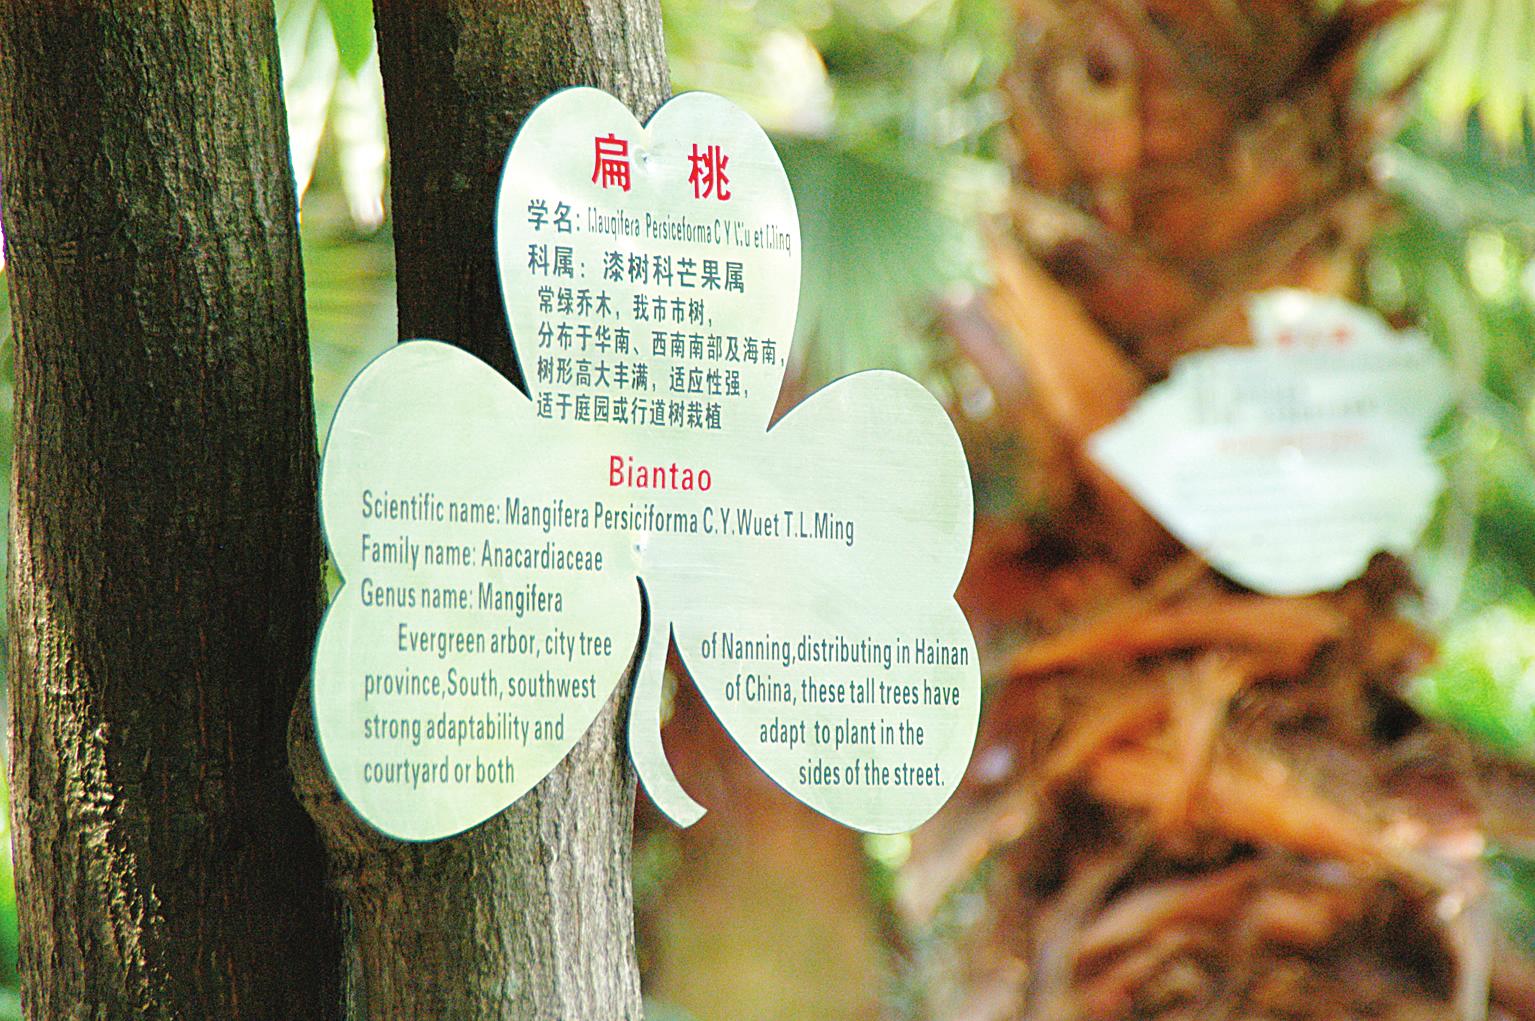 扁 桃
学名: Mauqifera Persiceforma C Y Wu et Minq
科属: 漆树科芒果属
常绿乔木, 我市市树,
分布于华南、西南南部及海南,
树形高大丰满, 适应性强,
适于庭园或行道树栽植
Biantao
Scientific name: Mangifera Persiciforma C.Y.Wuet T.L.Ming
Family name: Anacardiaceae
Genus name: Mangifera
Evergreen arbor, city tree of Nanning,distributing in Hainan
province,South, southwest of China, these tall trees have
strong adaptability and adapt to plant in the
courtyard or both sides of the street.